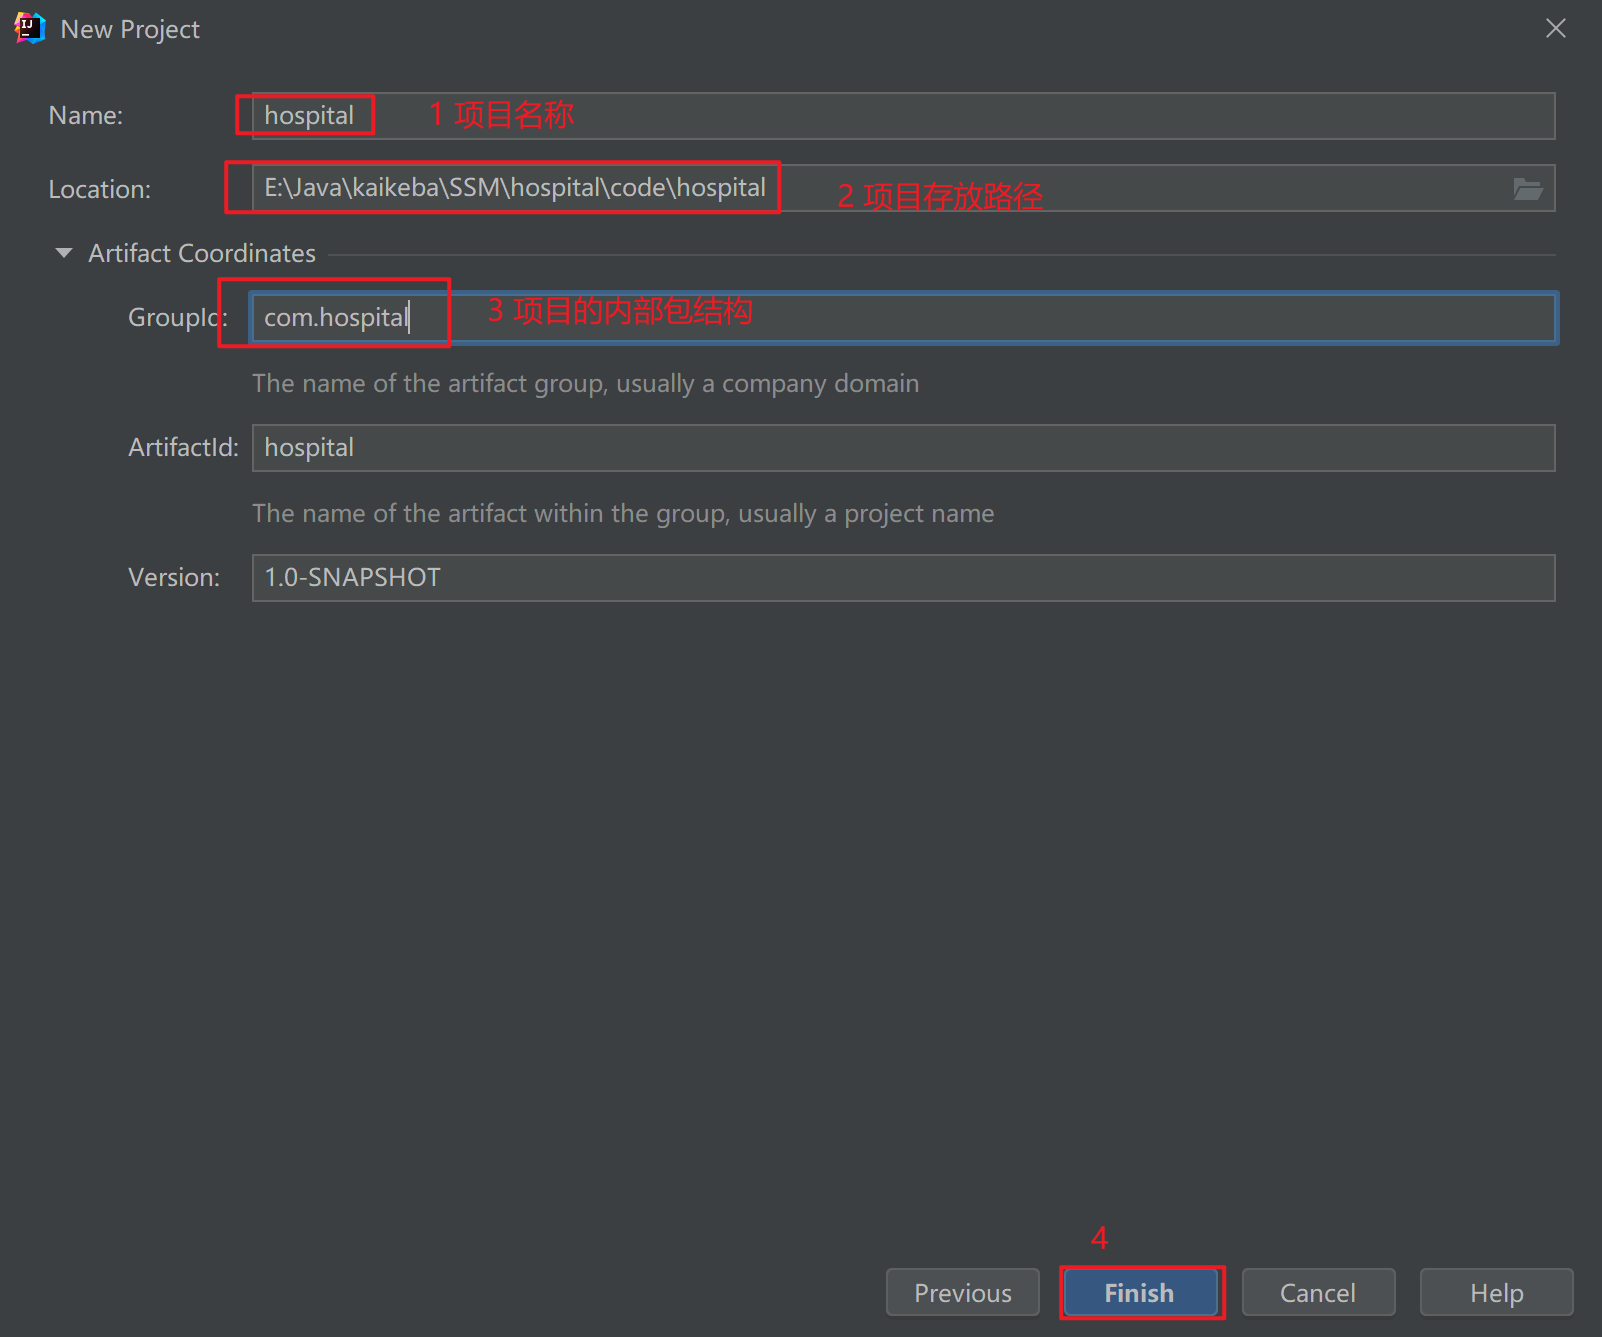 New Project
Name: hospital 1 项目名称
Location: E:\Java\kaikeba\SSM\hospital\code\hospital 2 项目存放路径
Artifact Coordinates
GroupId: com.hospital 3 项目的内部包结构
The name of the artifact group, usually a company domain
ArtifactId: hospital
The name of the artifact within the group, usually a project name
Version: 1.0-SNAPSHOT
4
Previous Finish Cancel Help